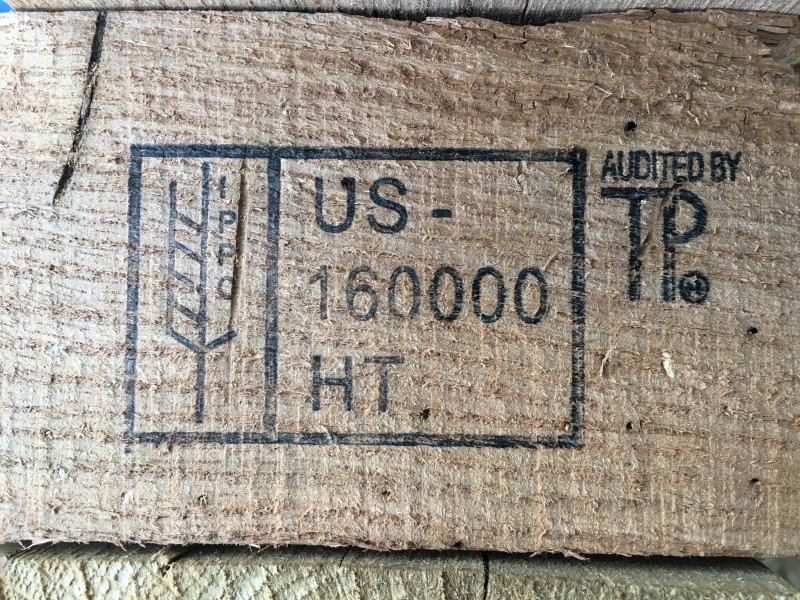 IPPC
US-
160000
HT
AUDITED BY
TP